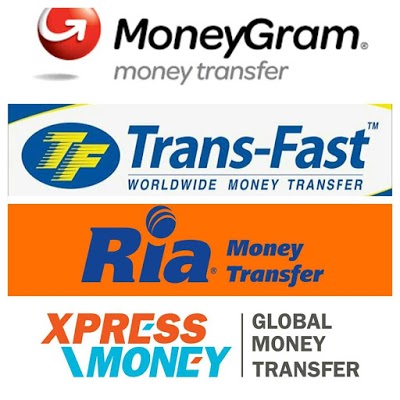 MoneyGram®
money transfer
TF Trans-Fast™
WORLDWIDE MONEY TRANSFER
Ria® Money
Transfer
XPRESS GLOBAL
MONEY MONEY
TRANSFER